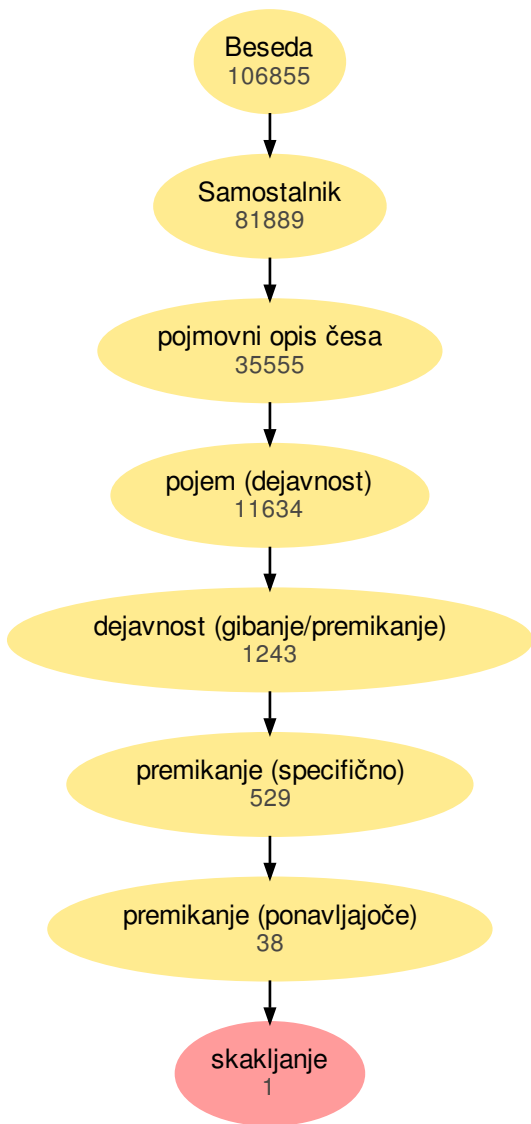 Beseda
106855
Samostalnik
81889
pojmovni opis česa
35555
pojem (dejavnost)
11634
dejavnost (gibanje/premikanje)
1243
premikanje (specifično)
529
premikanje (ponavljajoče)
38
skakljanje
1